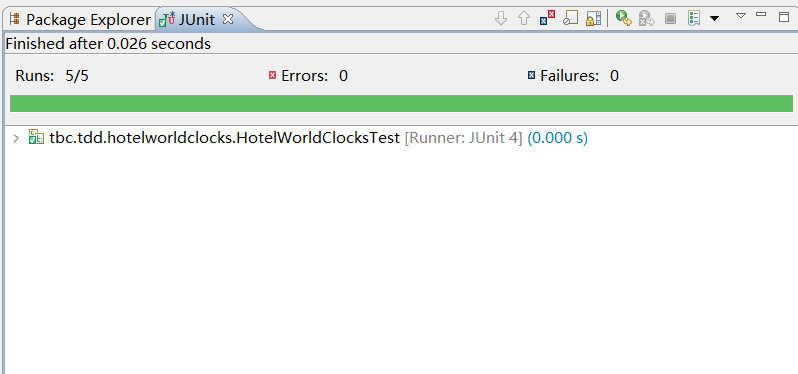 Package Explorer JUnit
Finished after 0.026 seconds
Runs: 5/5 Errors: 0 Failures: 0
tbc.tdd.hotelworldclocks.HotelWorldClocksTest [Runner: JUnit 4] (0.000 s)